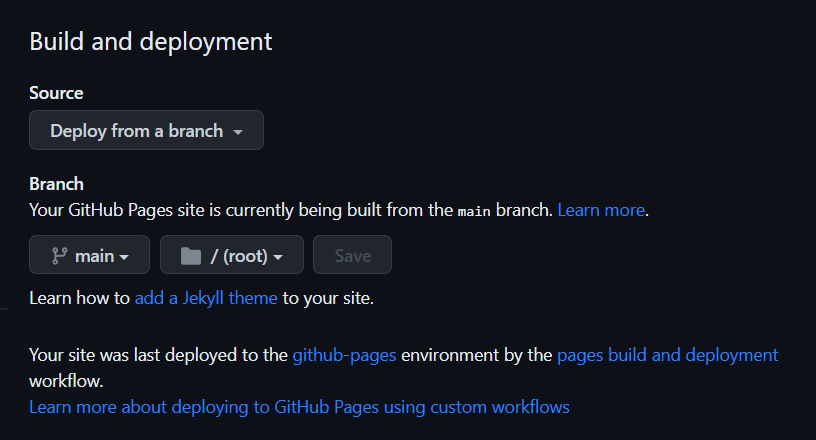 Build and deployment
Source
Deploy from a branch
Branch
Your GitHub Pages site is currently being built from the main branch. Learn more.
main
/ (root)
Save
Learn how to add a Jekyll theme to your site.
Your site was last deployed to the github-pages environment by the pages build and deployment
workflow.
Learn more about deploying to GitHub Pages using custom workflows